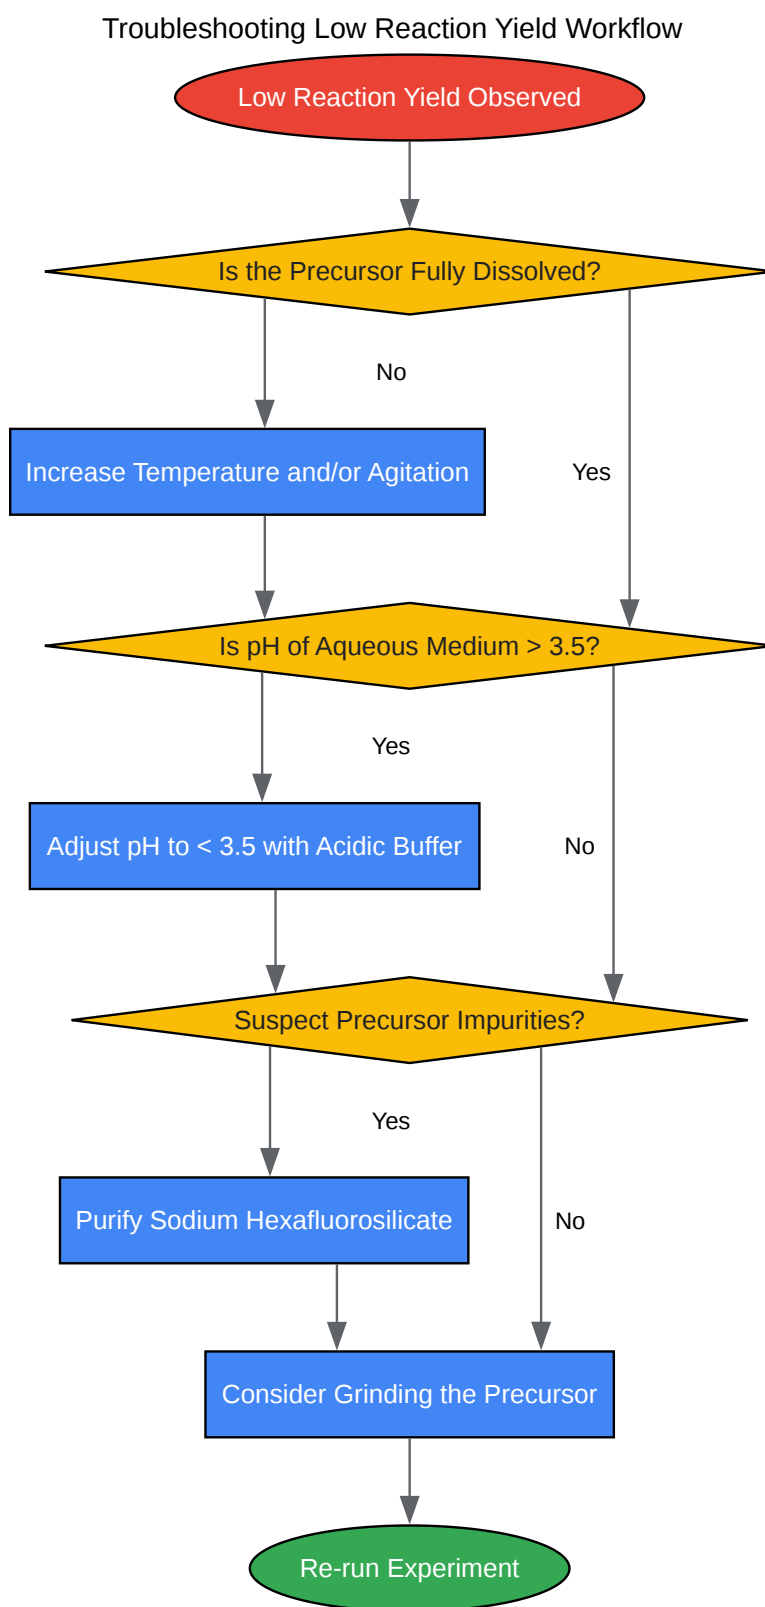 Troubleshooting Low Reaction Yield Workflow
Low Reaction Yield Observed
Is the Precursor Fully Dissolved?
No
Increase Temperature and/or Agitation
Yes
Is pH of Aqueous Medium > 3.5?
Yes
Adjust pH to < 3.5 with Acidic Buffer
No
Suspect Precursor Impurities?
Yes
Purify Sodium Hexafluorosilicate
No
Consider Grinding the Precursor
Re-run Experiment